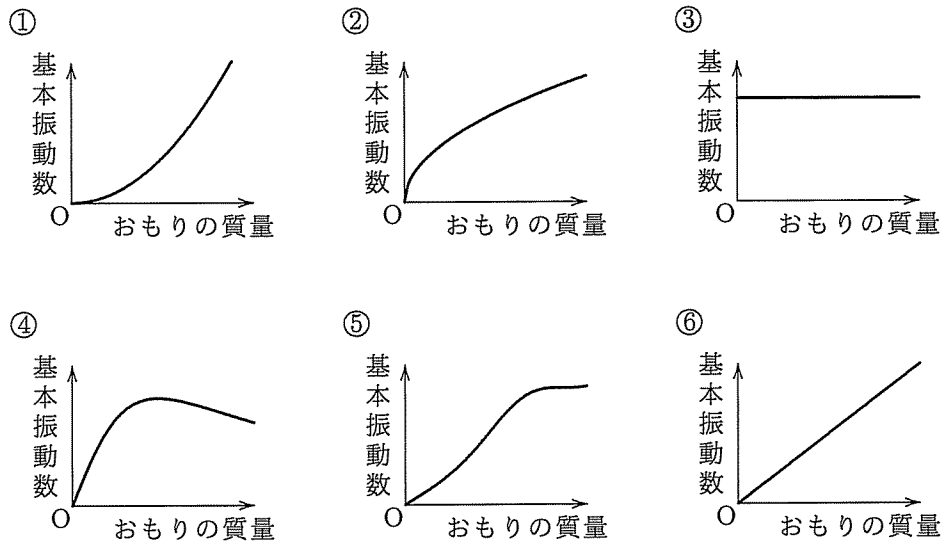 ①
基本振動数
O
おもりの質量
②
基本振動数
O
おもりの質量
③
基本振動数
O
おもりの質量
④
基本振動数
O
おもりの質量
⑤
基本振動数
O
おもりの質量
⑥
基本振動数
O
おもりの質量